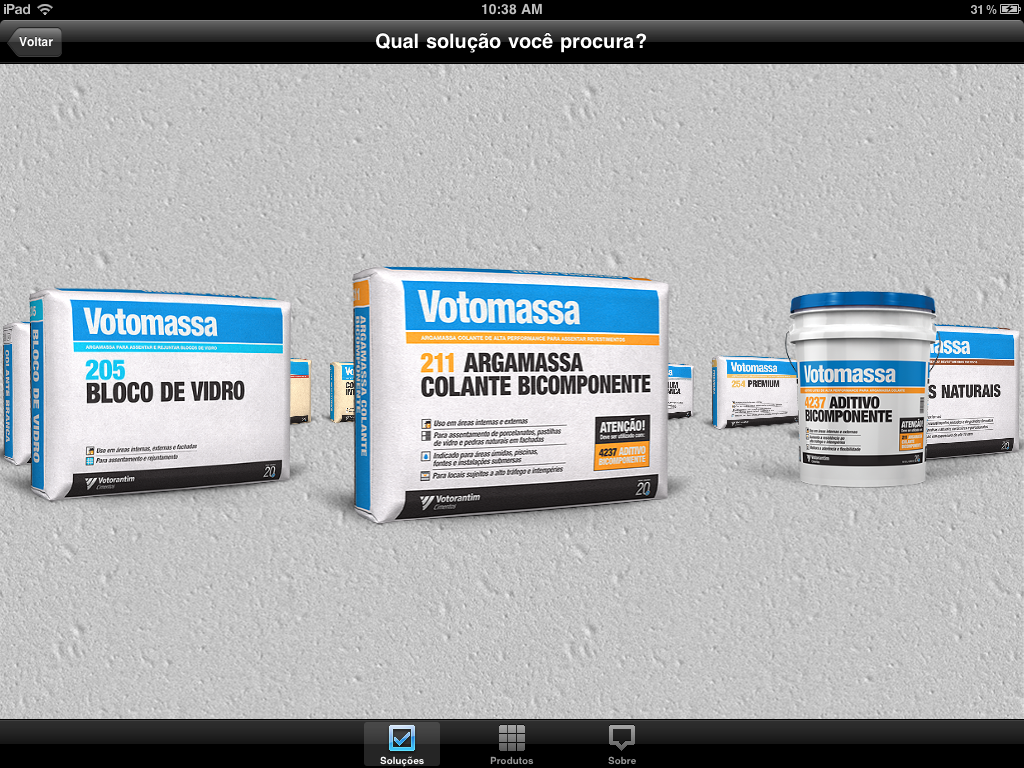 iPad
10:38 AM
31%
Voltar
Qual solução você procura?
COLANTE BRANCA
BLOCO DE VIDRO
Votomassa
ARGAMASSA PARA ASSENTAR E REJUNTAR BLOCOS DE VIDRO
205
BLOCO DE VIDRO
Uso em áreas internas, externas e fachadas
Para assentamento e rejuntamento
Votorantim
Cimentos
20
ARGAMASSA COLANTE
Votomassa
ARGAMASSA COLANTE DE ALTA PERFORMANCE PARA ASSENTAR REVESTIMENTOS
211 ARGAMASSA
COLANTE BICOMPONENTE
Uso em áreas internas e externas
Para assentamento de porcelanatos, pastilhas
de vidro e pedras naturais em fachadas
Indicado para áreas úmidas, piscinas,
fontes e instalações submersas
Para locais sujeitos a alto tráfego e intempéries
ATENÇÃO!
Deve ser utilizado com:
4237 ADITIVO
BICOMPONENTE
Votorantim
Cimentos
20
Votomassa
254 PREMIUM
Votomassa
4237 ADITIVO
BICOMPONENTE
ATENÇÃO!
Votorantim
assa
S NATURAIS
20
Soluções
Produtos
Sobre